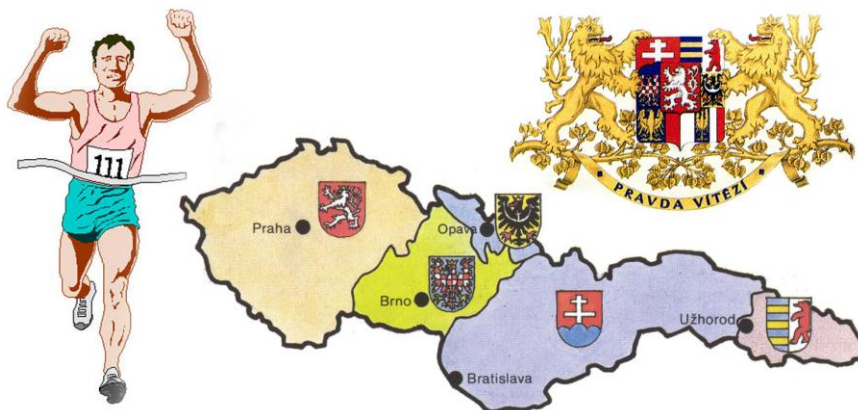 111
PRAVDA VÍTĚZÍ
Praha
Opava
Brno
Užhorod
Bratislava